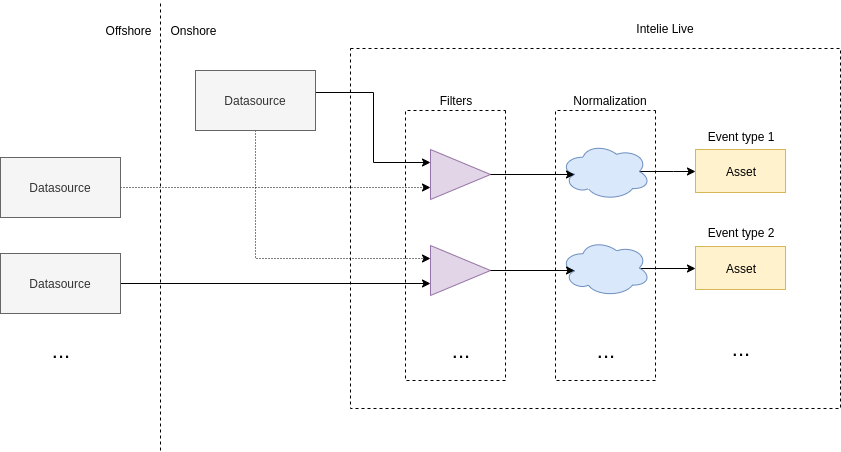 Offshore
Onshore
Intelie Live
Datasource
Filters
Normalization
Event type 1
Datasource
Asset
Event type 2
Datasource
Asset
...
...
...
...